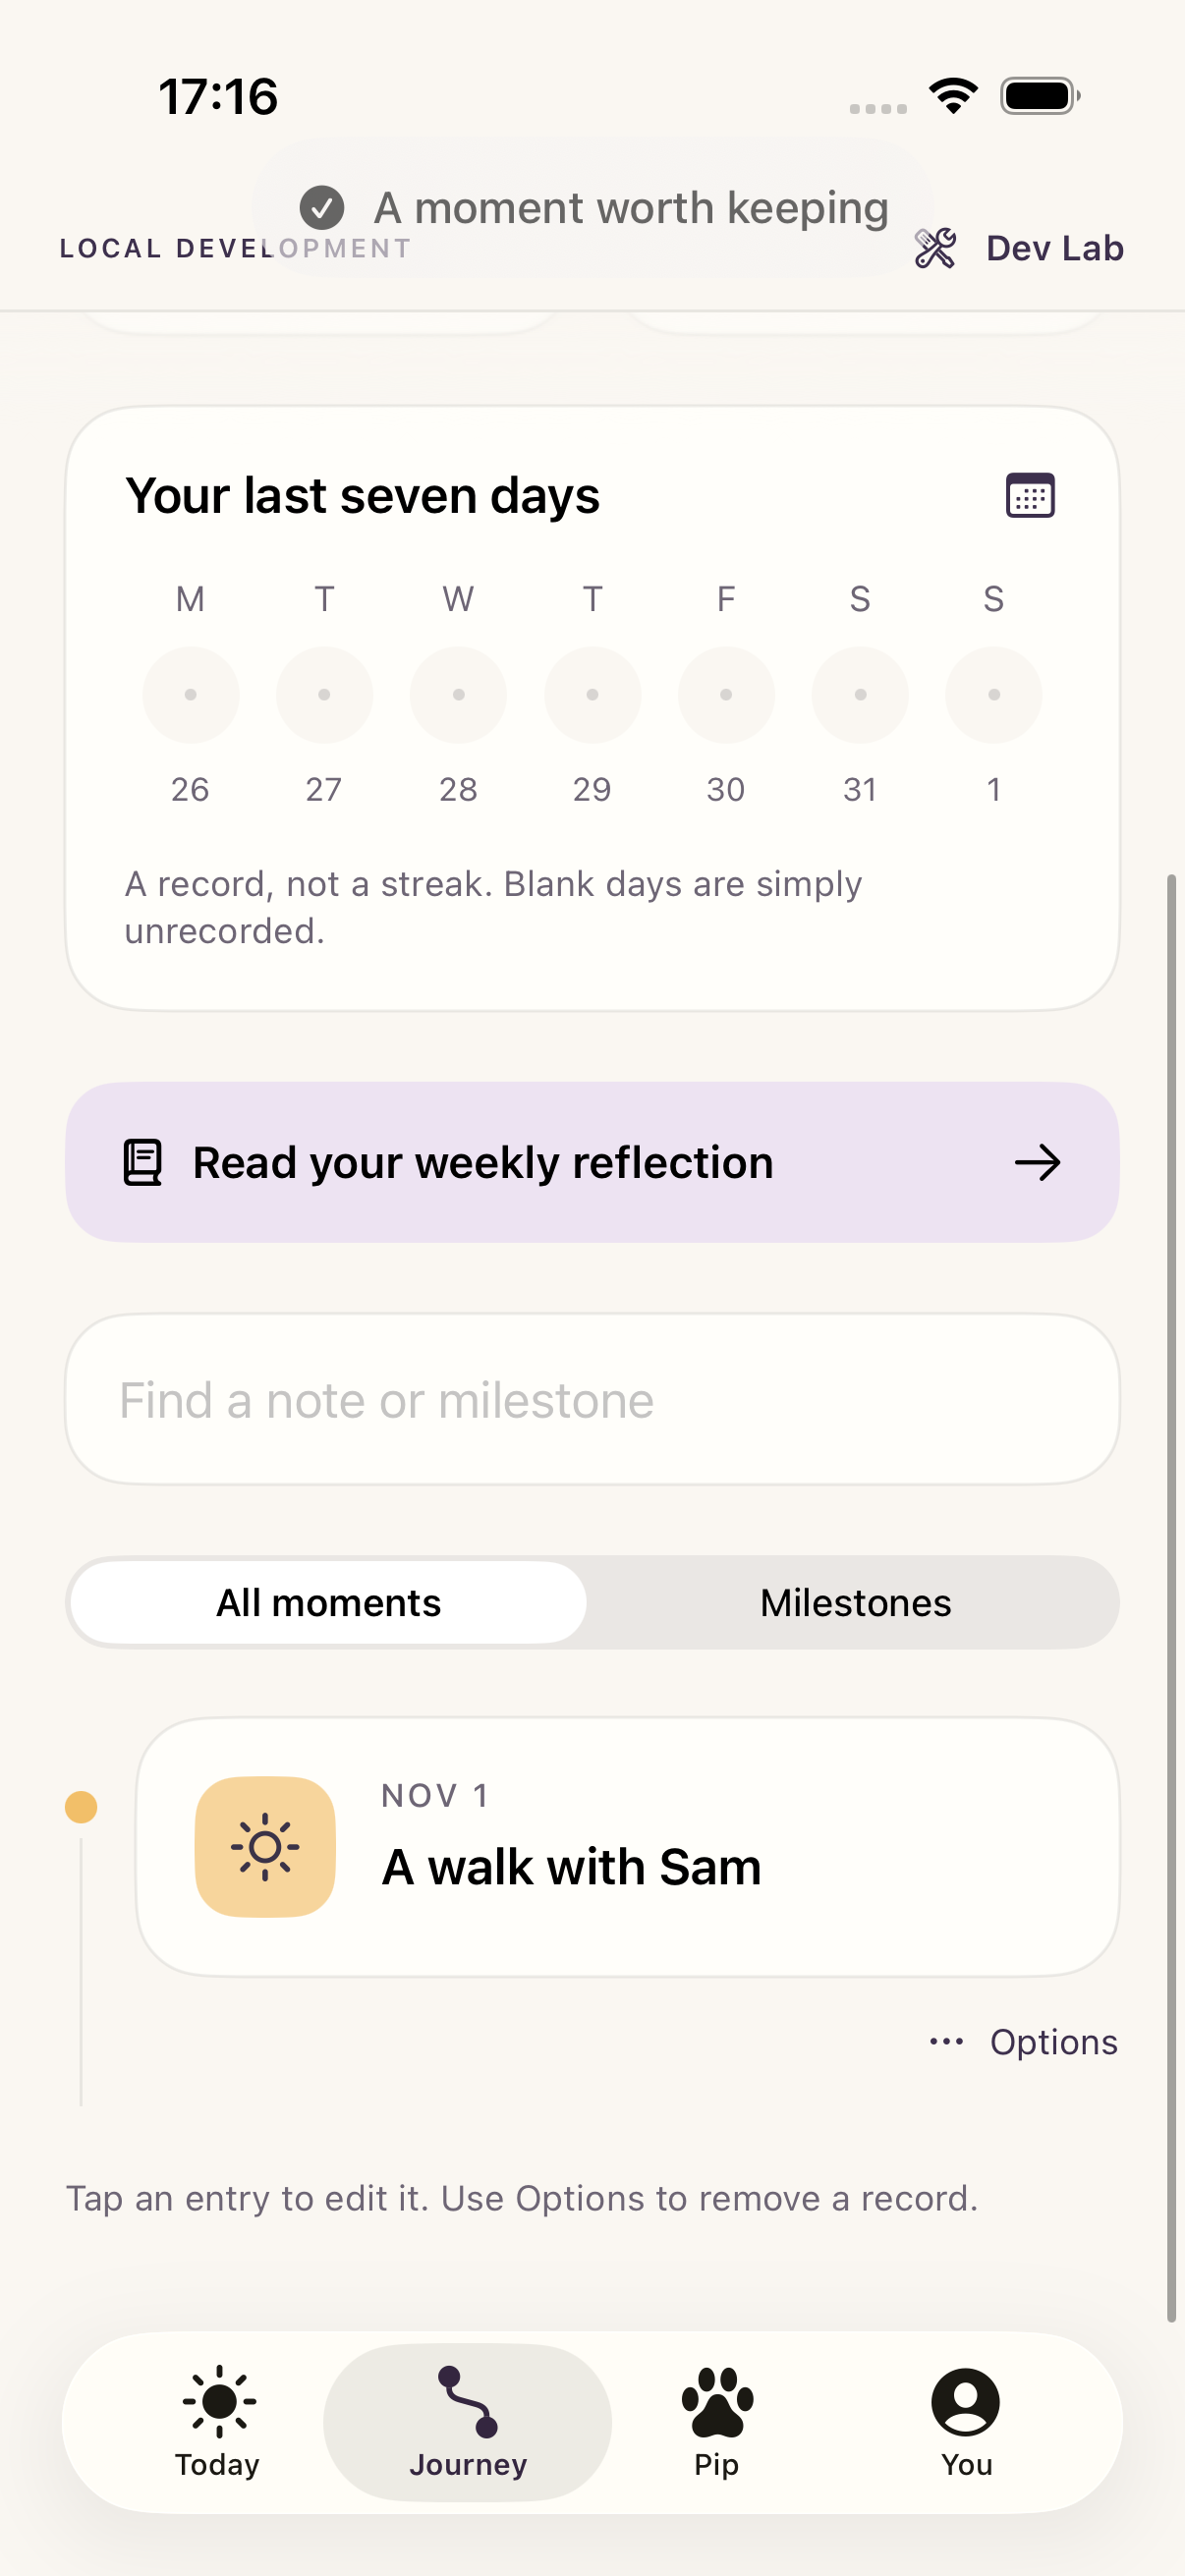 17:16
A moment worth keeping
LOCAL DEVELOPMENT
Dev Lab
Your last seven days
M T W T F S S
26 27 28 29 30 31 1
A record, not a streak. Blank days are simply
unrecorded.
Read your weekly reflection
Find a note or milestone
All moments
Milestones
NOV 1
A walk with Sam
Options
Tap an entry to edit it. Use Options to remove a record.
Today
Journey
Pip
You